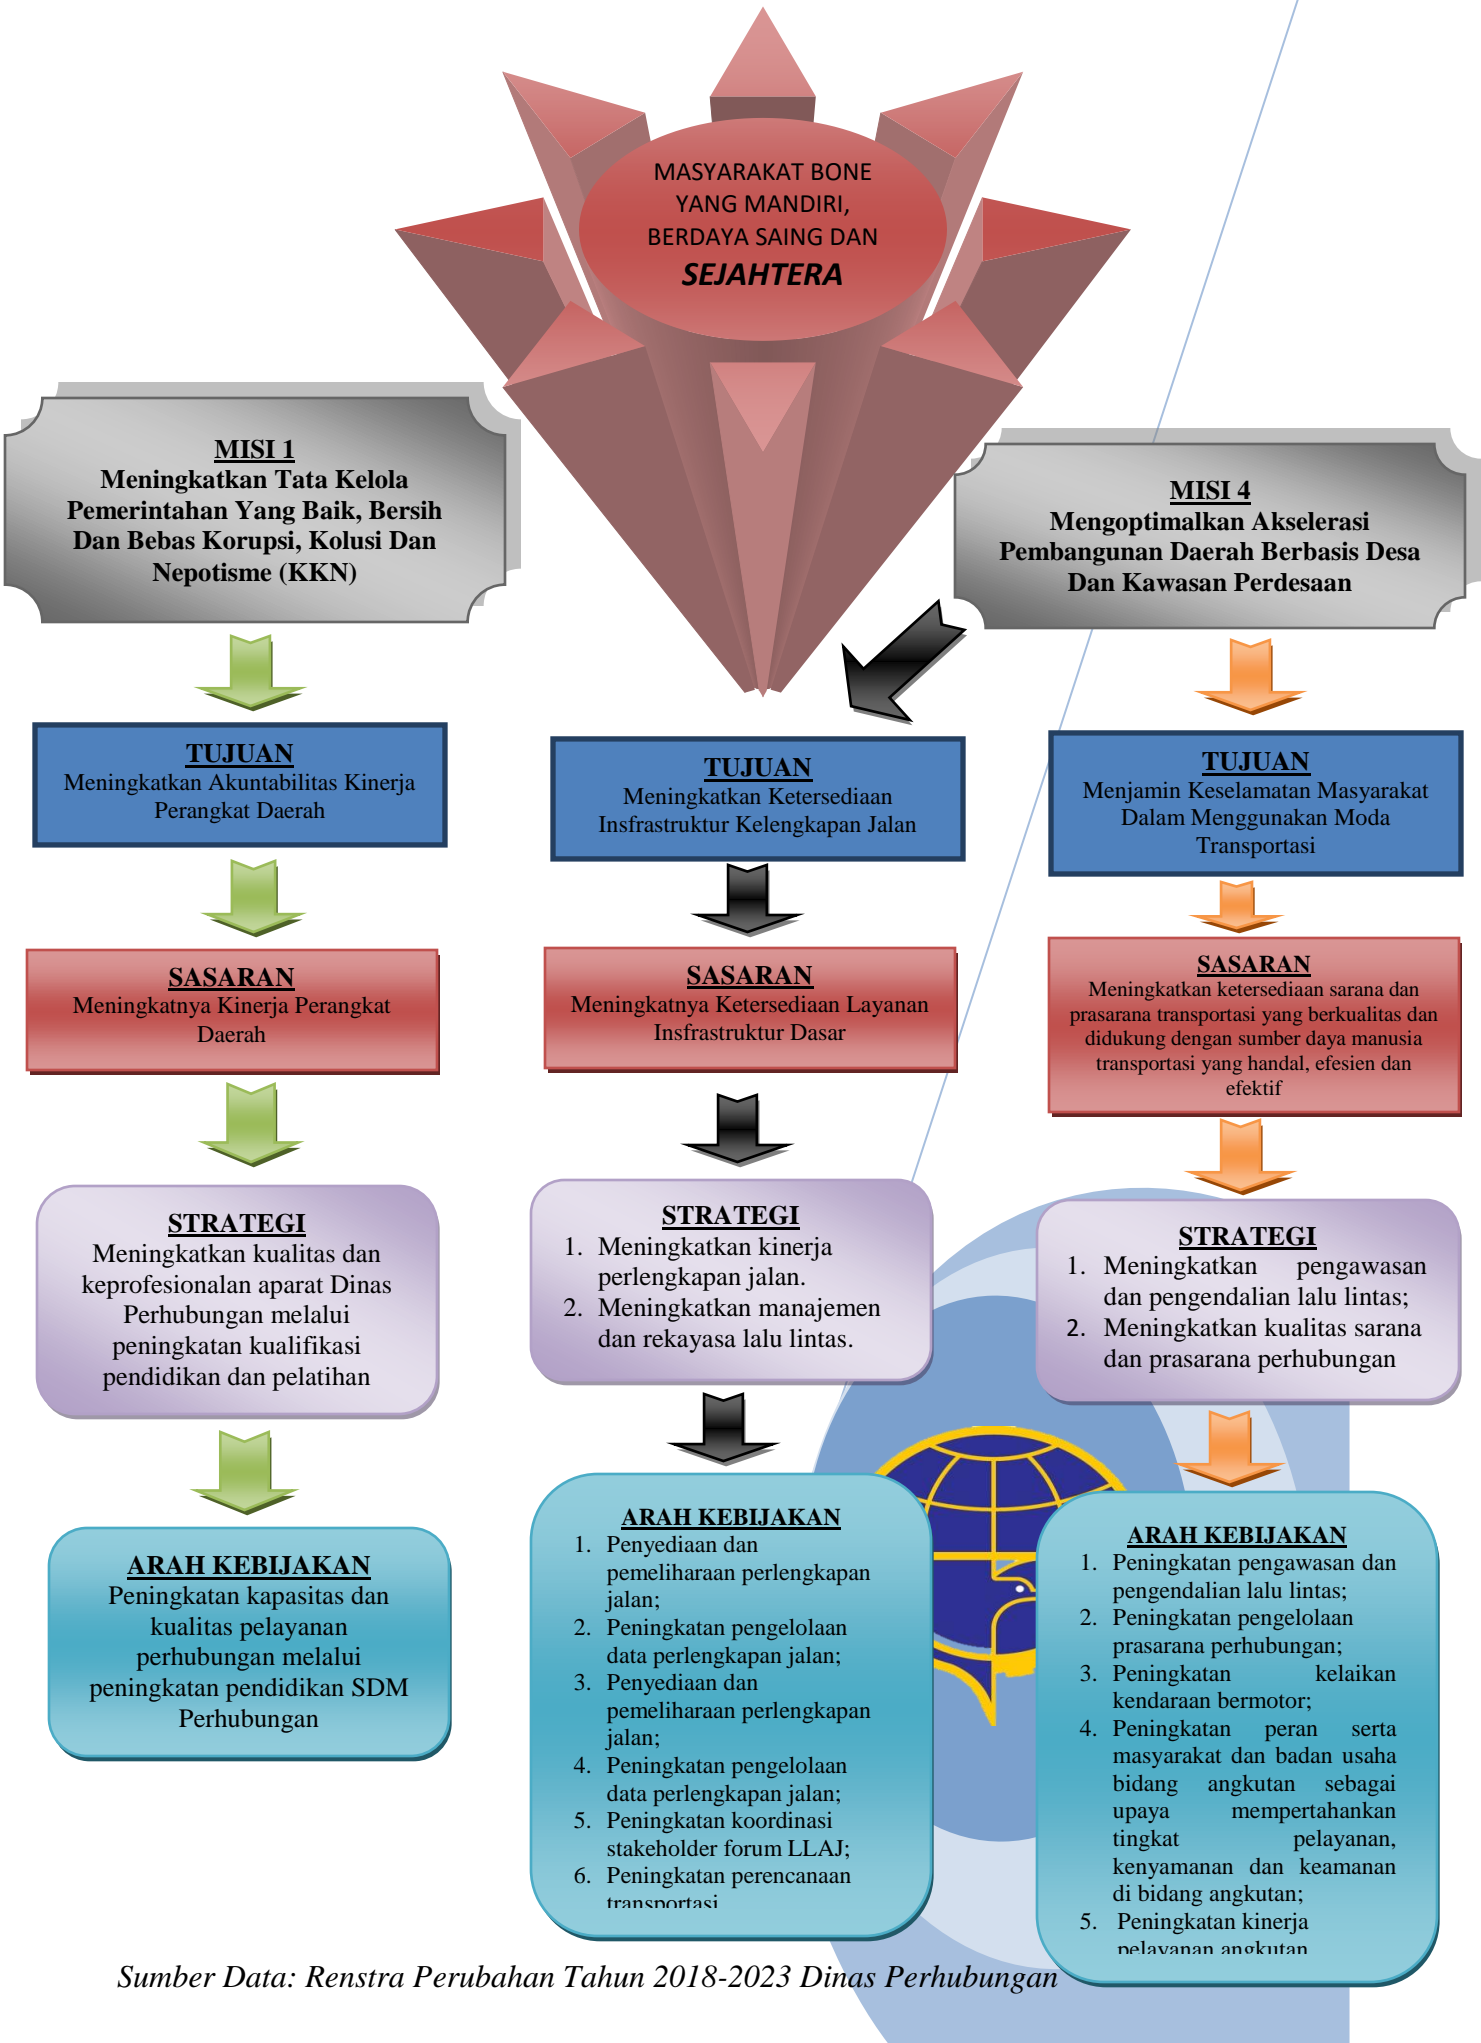 MASYARAKAT BONE
YANG MANDIRI,
BERDAYA SAING DAN
SEJAHTERA
MISI 1
Meningkatkan Tata Kelola
Pemerintahan Yang Baik, Bersih
Dan Bebas Korupsi, Kolusi Dan
Nepotisme (KKN)
MISI 4
Mengoptimalkan Akselerasi
Pembangunan Daerah Berbasis Desa
Dan Kawasan Perdesaan
TUJUAN
Meningkatkan Akuntabilitas Kinerja
Perangkat Daerah
TUJUAN
Meningkatkan Ketersediaan
Insfrastruktur Kelengkapan Jalan
TUJUAN
Menjamin Keselamatan Masyarakat
Dalam Menggunakan Moda
Transportasi
SASARAN
Meningkatnya Kinerja Perangkat
Daerah
SASARAN
Meningkatnya Ketersediaan Layanan
Insfrastruktur Dasar
SASARAN
Meningkatkan ketersediaan sarana dan
prasarana transportasi yang berkualitas dan
didukung dengan sumber daya manusia
transportasi yang handal, efesien dan
efektif
STRATEGI
Meningkatkan kualitas dan
keprofesionalan aparat Dinas
Perhubungan melalui
peningkatan kualifikasi
pendidikan dan pelatihan
STRATEGI
1. Meningkatkan kinerja
perlengkapan jalan.
2. Meningkatkan manajemen
dan rekayasa lalu lintas.
STRATEGI
1. Meningkatkan pengawasan
dan pengendalian lalu lintas;
2. Meningkatkan kualitas sarana
dan prasarana perhubungan
ARAH KEBIJAKAN
Peningkatan kapasitas dan
kualitas pelayanan
perhubungan melalui
peningkatan pendidikan SDM
Perhubungan
ARAH KEBIJAKAN
1. Penyediaan dan
pemeliharaan perlengkapan
jalan;
2. Peningkatan pengelolaan
data perlengkapan jalan;
3. Penyediaan dan
pemeliharaan perlengkapan
jalan;
4. Peningkatan pengelolaan
data perlengkapan jalan;
5. Peningkatan koordinasi
stakeholder forum LLAJ;
6. Peningkatan perencanaan
transportasi
ARAH KEBIJAKAN
1. Peningkatan pengawasan dan
pengendalian lalu lintas;
2. Peningkatan pengelolaan
prasarana perhubungan;
3. Peningkatan kelaikan
kendaraan bermotor;
4. Peningkatan peran serta
masyarakat dan badan usaha
bidang angkutan sebagai
upaya mempertahankan
tingkat pelayanan,
kenyamanan dan keamanan
di bidang angkutan;
5. Peningkatan kinerja
pelayanan angkutan
Sumber Data: Renstra Perubahan Tahun 2018-2023 Dinas Perhubungan